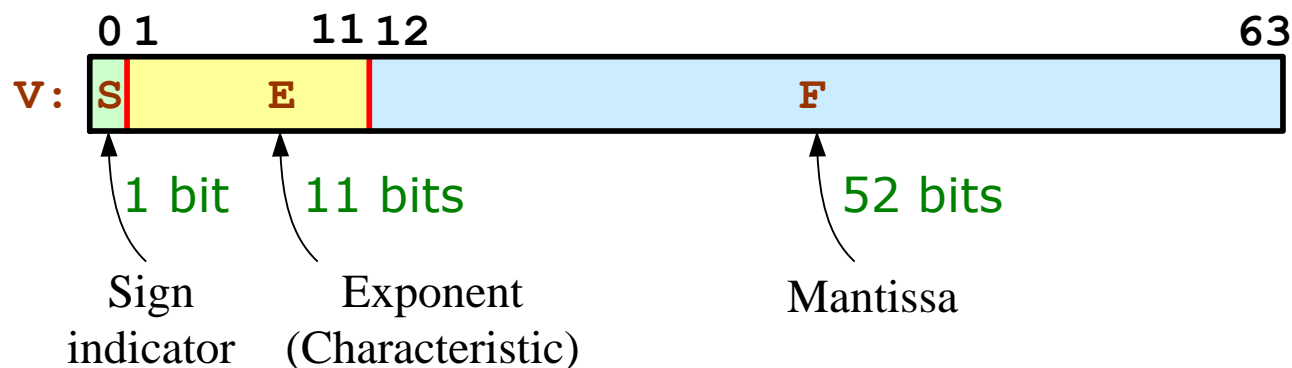 0 1 11 12 63
V: S E F
1 bit 11 bits 52 bits
Sign indicator
Exponent (Characteristic)
Mantissa